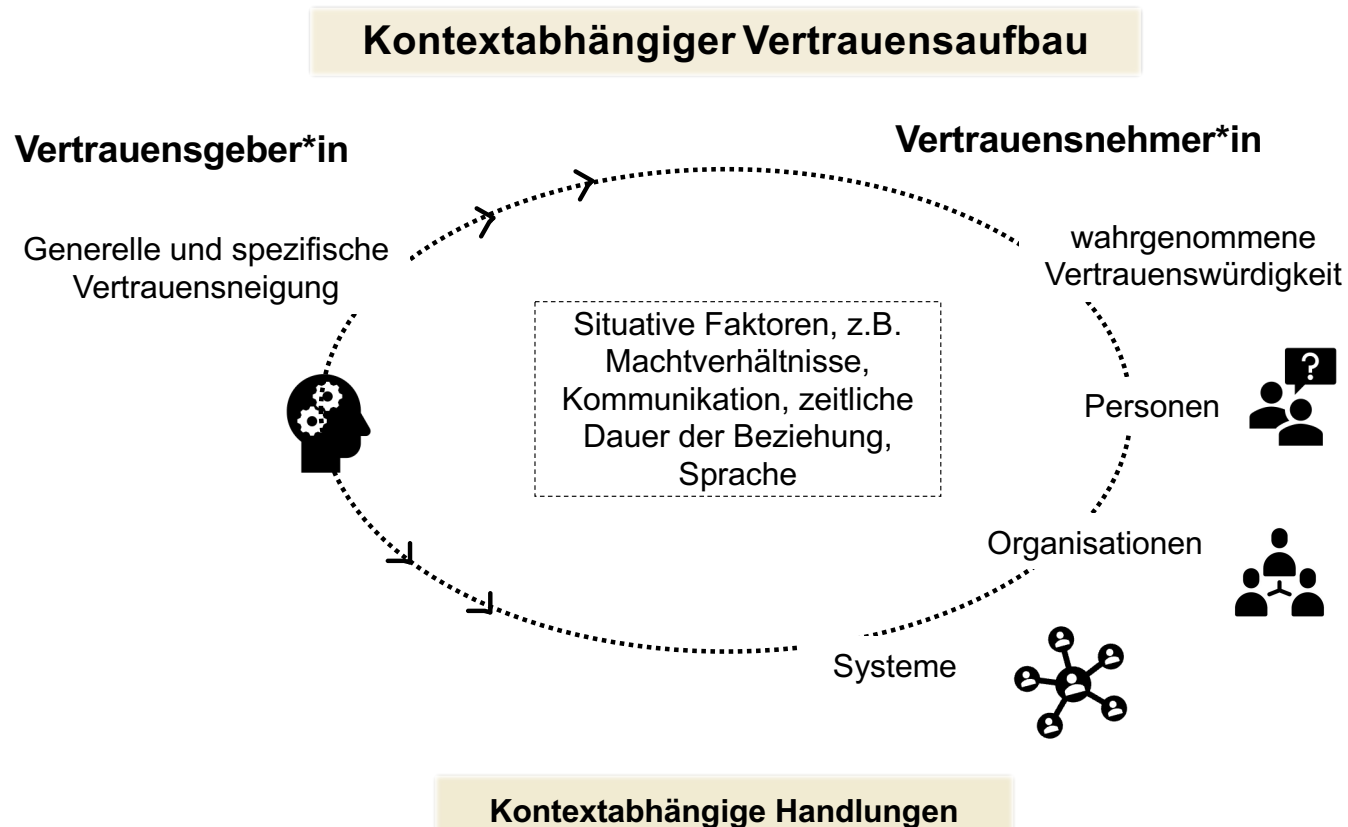 Kontextabhängiger Vertrauensaufbau
Vertrauensgeber*in
Vertrauensnehmer*in
Generelle und spezifische
Vertrauensneigung
wahrgenommene
Vertrauenswürdigkeit
Situative Faktoren, z.B.
Machtverhältnisse,
Kommunikation, zeitliche
Dauer der Beziehung,
Sprache
?
Personen
Organisationen
Systeme
Kontextabhängige Handlungen